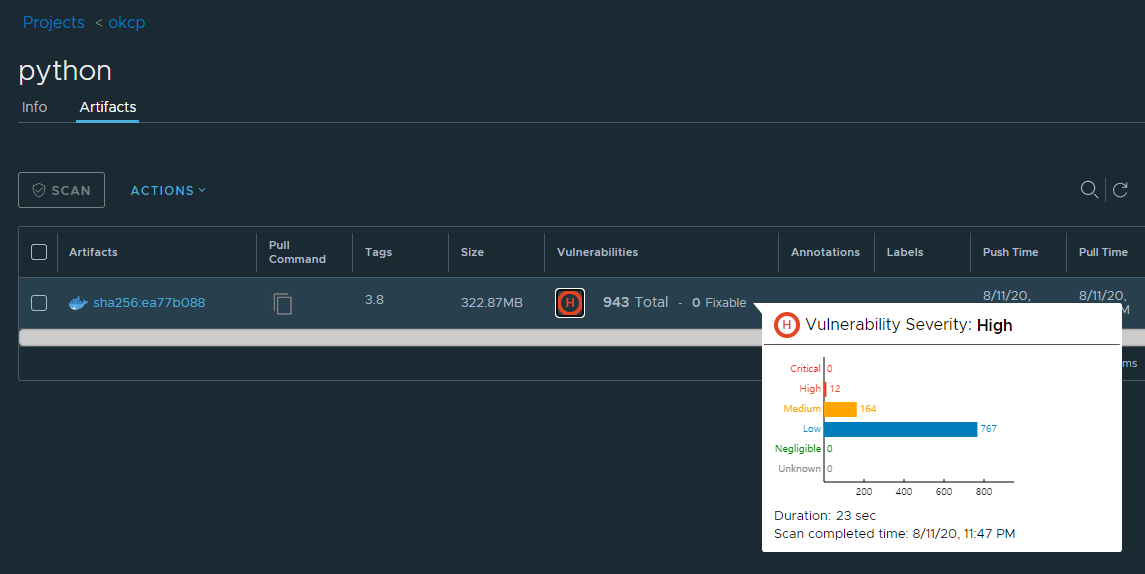 Projects < okcp
python
Info Artifacts
SCAN ACTIONS
Artifacts Pull Command Tags Size Vulnerabilities Annotations Labels Push Time Pull Time
sha256:ea77b088 3.8 322.87MB H 943 Total - 0 Fixable 8/11/20, 8/11/20,
M
H Vulnerability Severity: High
ms
Critical 0
High 12
Medium 164
Low 767
Negligible 0
Unknown 0
200 400 600 800
Duration: 23 sec
Scan completed time: 8/11/20, 11:47 PM